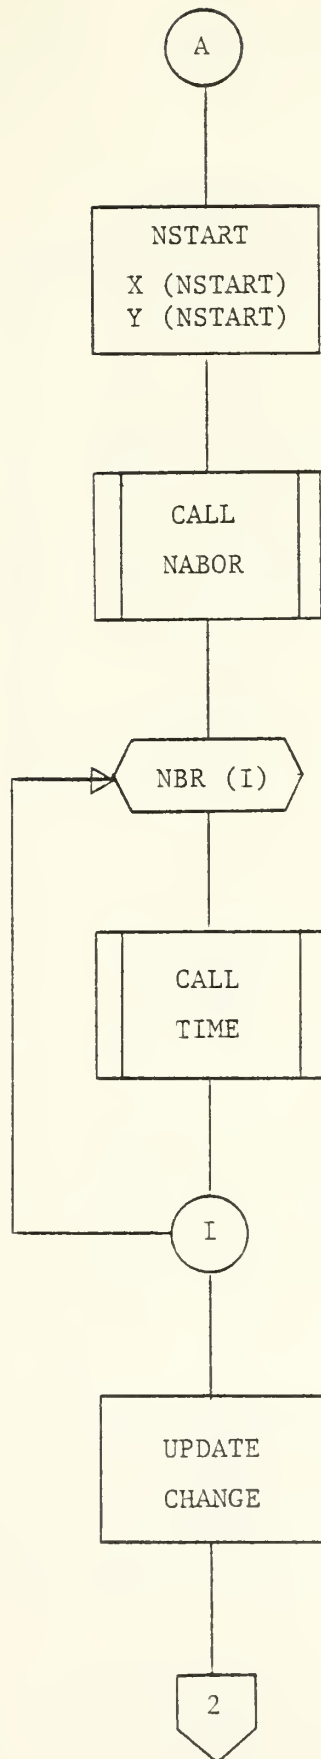 A
NSTART
X (NSTART)
Y (NSTART)
CALL
NABOR
NBR (I)
CALL
TIME
I
UPDATE
CHANGE
2